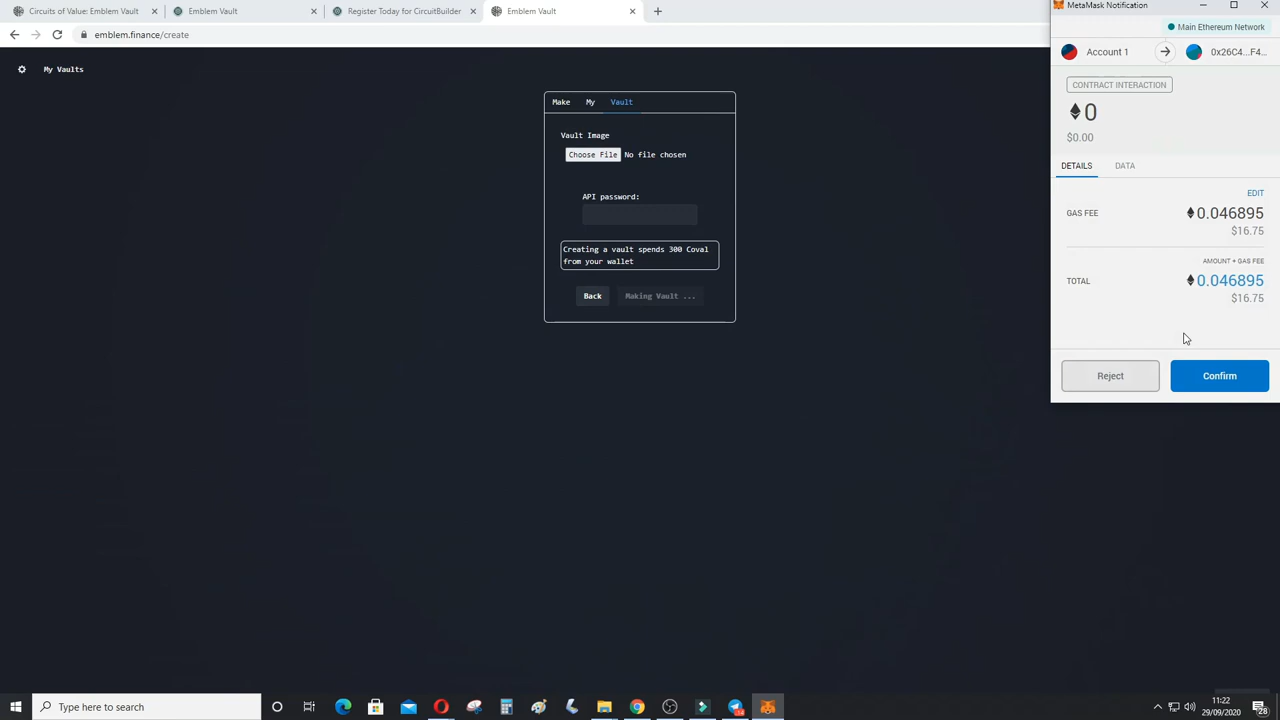 Circuits of Value: Emblem Vault
Emblem Vault
Register Today for CircuitBuilder
Emblem Vault
emblem.finance/create
My Vaults
Make My Vault
Vault Image
Choose File No file chosen
API password:
Creating a vault spends 300 Coval
from your wallet
Back Making Vault ...
MetaMask Notification
Main Ethereum Network
Account 1
0x26C4...F4...
CONTRACT INTERACTION
0
$0.00
DETAILS DATA
EDIT
GAS FEE 0.046895
$16.75
AMOUNT + GAS FEE
TOTAL 0.046895
$16.75
Reject Confirm
Type here to search
11:22
29/09/2020
28